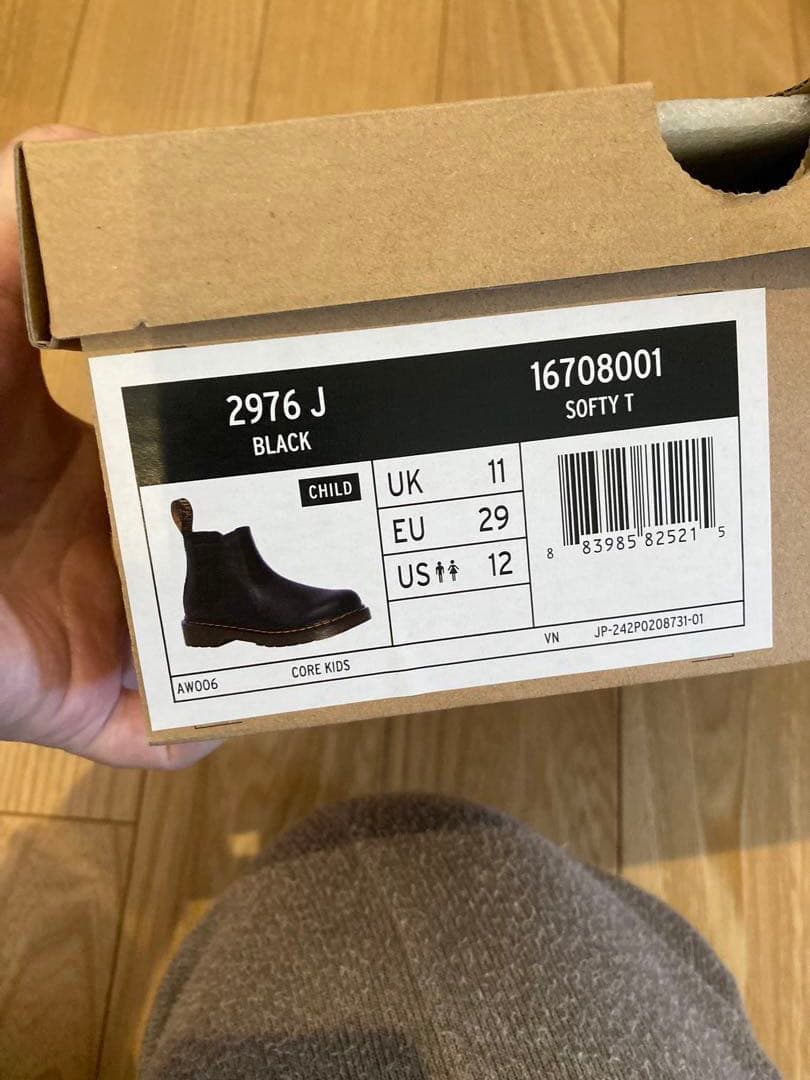 2976 J
BLACK
16708001
SOFTY T
CHILD
UK 11
EU 29
US 12
8 83985 82521 5
AW006
CORE KIDS
VN
JP-242P0208731-01